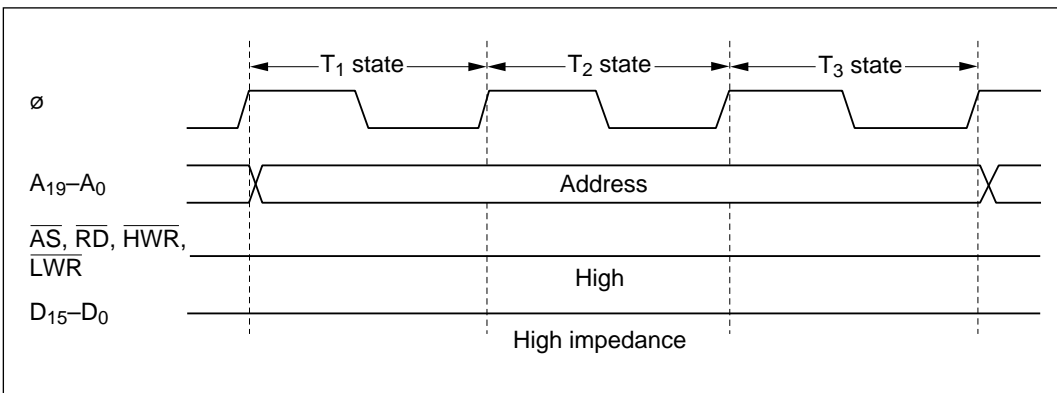 T1 state T2 state T3 state
ø
A19–A0 Address
AS, RD, HWR,
LWR
High
D15–D0
High impedance